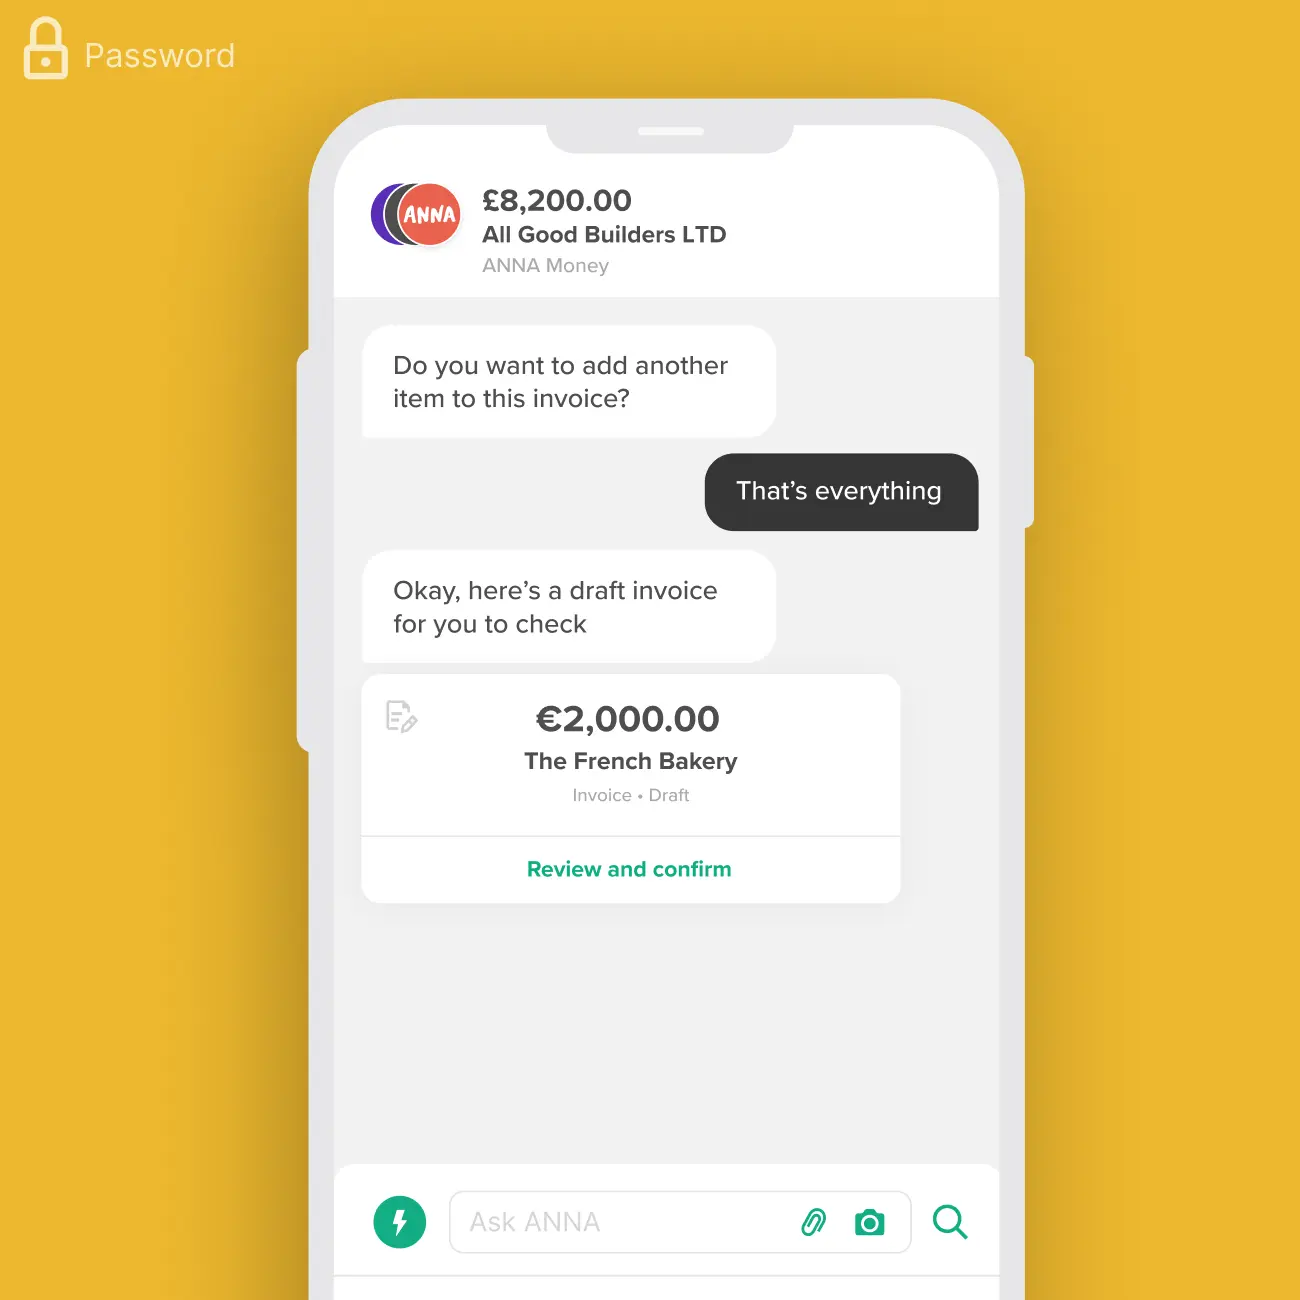 Password
ANNA
£8,200.00
All Good Builders LTD
ANNA Money
Do you want to add another
item to this invoice?
That’s everything
Okay, here’s a draft invoice
for you to check
€2,000.00
The French Bakery
Invoice • Draft
Review and confirm
Ask ANNA